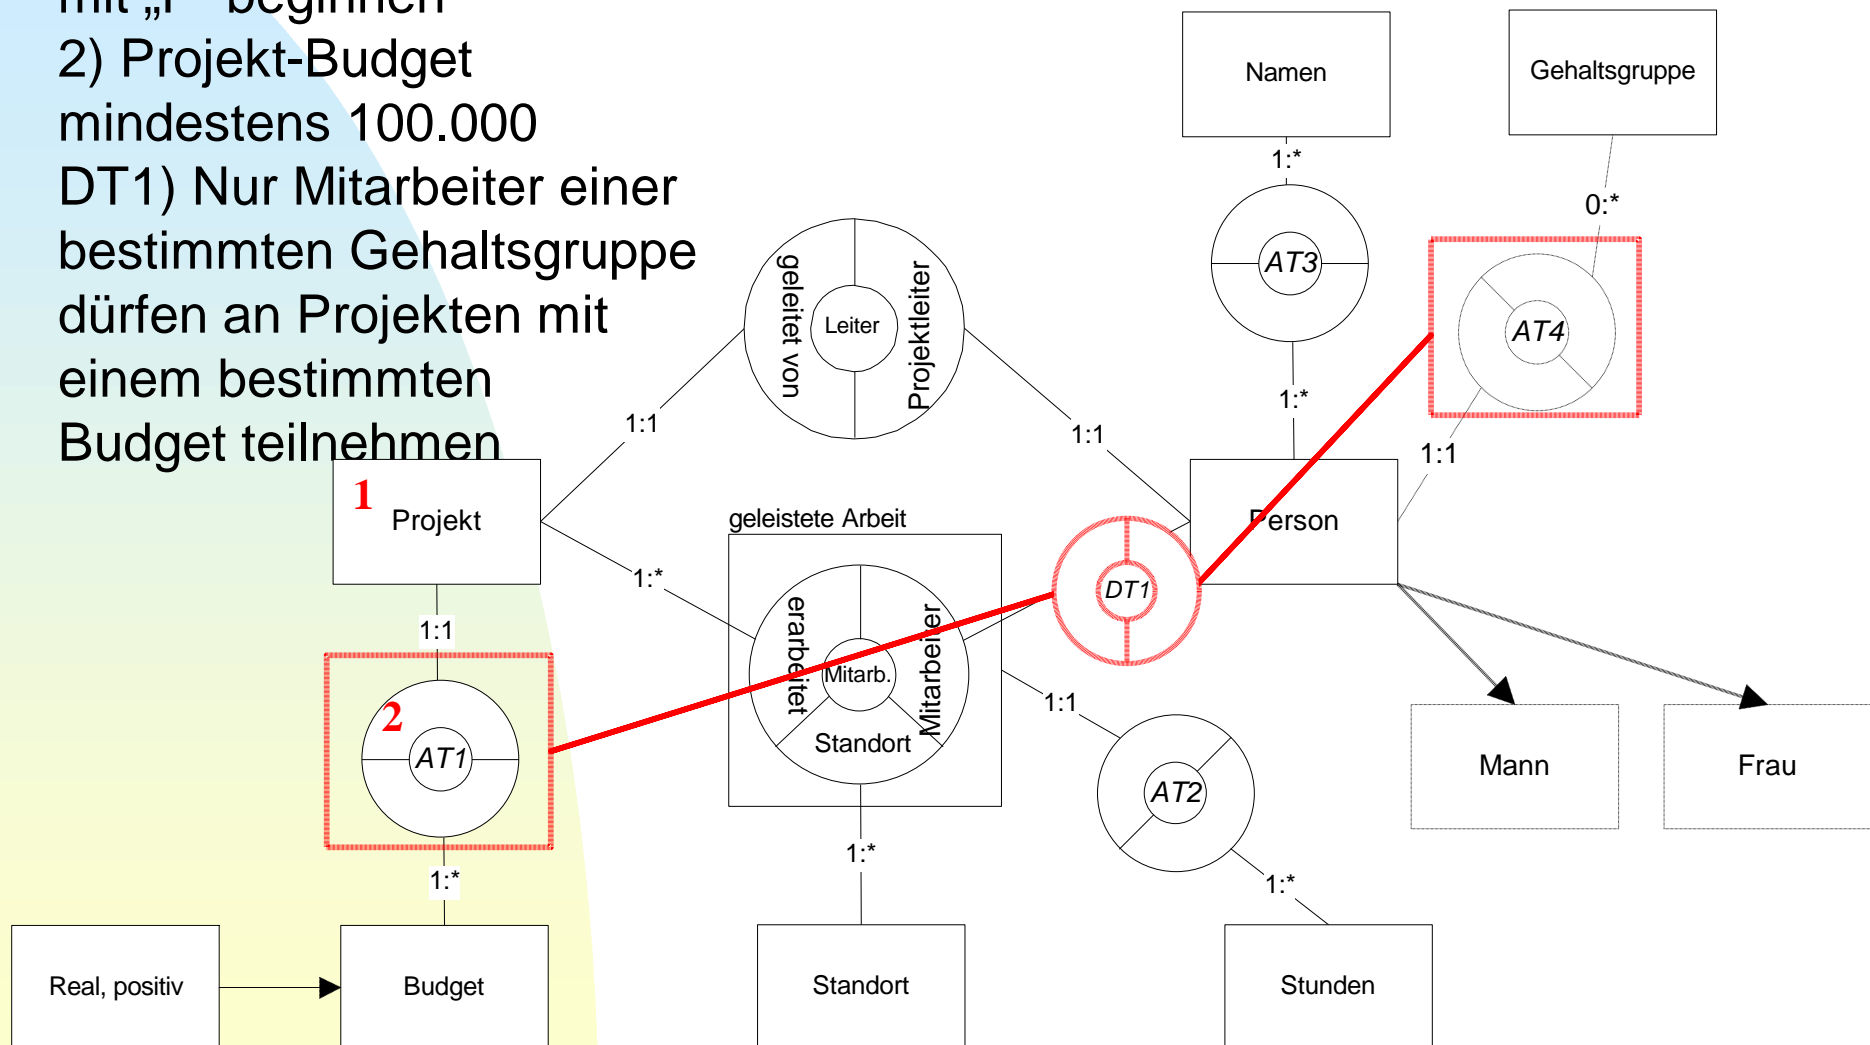 beginnen
2) Projekt-Budget
mindestens 100.000
DT1) Nur Mitarbeiter einer
bestimmten Gehaltsgruppe
dürfen an Projekten mit
einem bestimmten
Budget teilnehmen
Namen
Gehaltsgruppe
1:*
0:*
AT3
AT4
geleitet von
Leiter
Projektleiter
1:1
1:1
1:*
1:1
1
Projekt
geleistete Arbeit
Person
1:*
DT1
1:1
erarbeitet
Mitarb.
Mitarbeiter
Standort
1:1
2
AT1
AT2
Mann
Frau
1:*
1:*
1:*
Real, positiv
Budget
Standort
Stunden